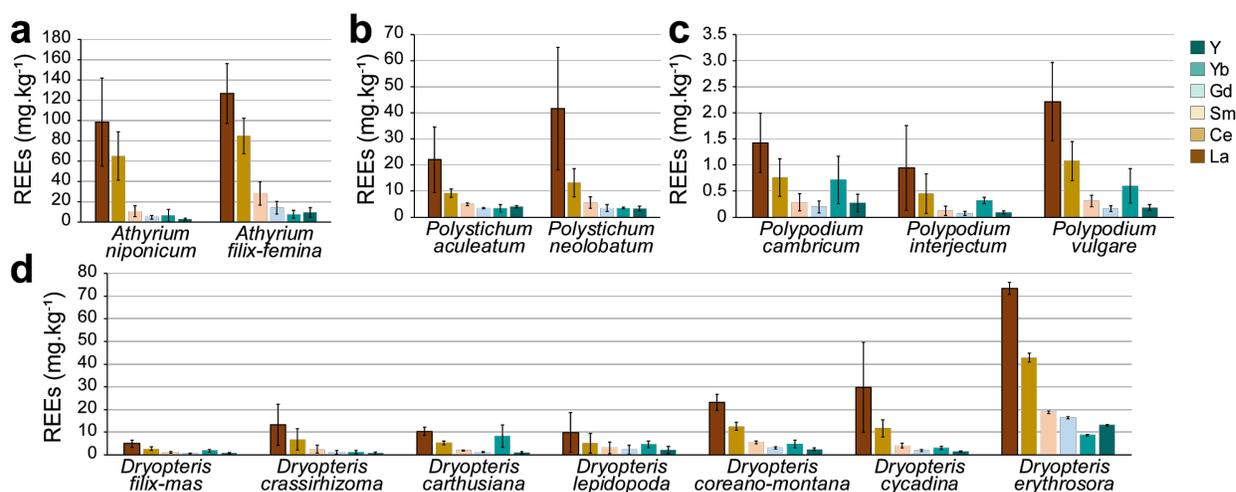 a
REEs (mg.kg⁻¹)
180
160
140
120
100
80
60
40
20
0
Athyrium
niponicum
Athyrium
filix-femina
b
REEs (mg.kg⁻¹)
70
60
50
40
30
20
10
0
Polystichum
aculeatum
Polystichum
neolobatum
c
REEs (mg.kg⁻¹)
3.5
3.0
2.5
2.0
1.5
1.0
0.5
0
Polypodium
cambricum
Polypodium
interjectum
Polypodium
vulgare
Y
Yb
Gd
Sm
Ce
La
d
REEs (mg.kg⁻¹)
80
70
60
50
40
30
20
10
0
Dryopteris
filix-mas
Dryopteris
crassirhizoma
Dryopteris
carthusiana
Dryopteris
lepidopoda
Dryopteris
coreano-montana
Dryopteris
cycadina
Dryopteris
erythrosora